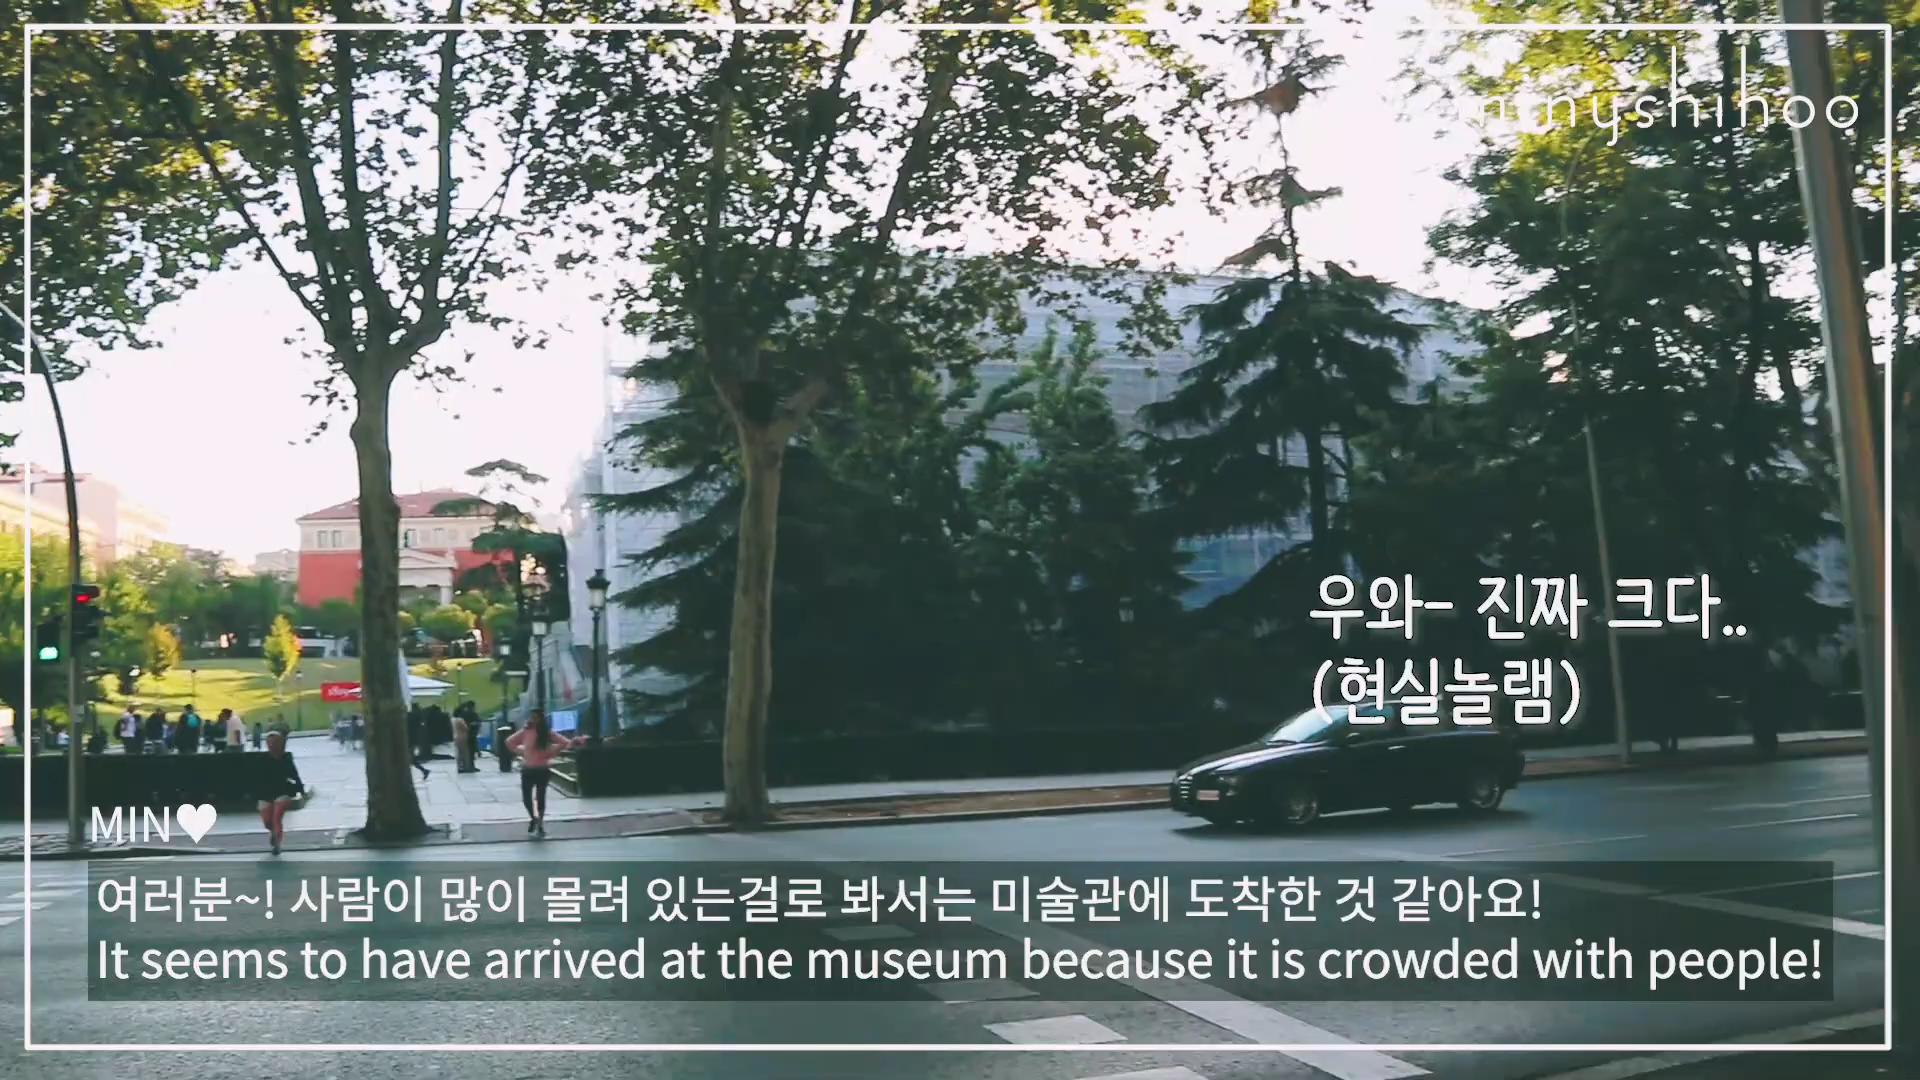 minyshihoo
우와- 진짜 크다..
(현실놀램)
MIN♥
여러분~! 사람이 많이 몰려 있는걸로 봐서는 미술관에 도착한 것 같아요!
It seems to have arrived at the museum because it is crowded with people!